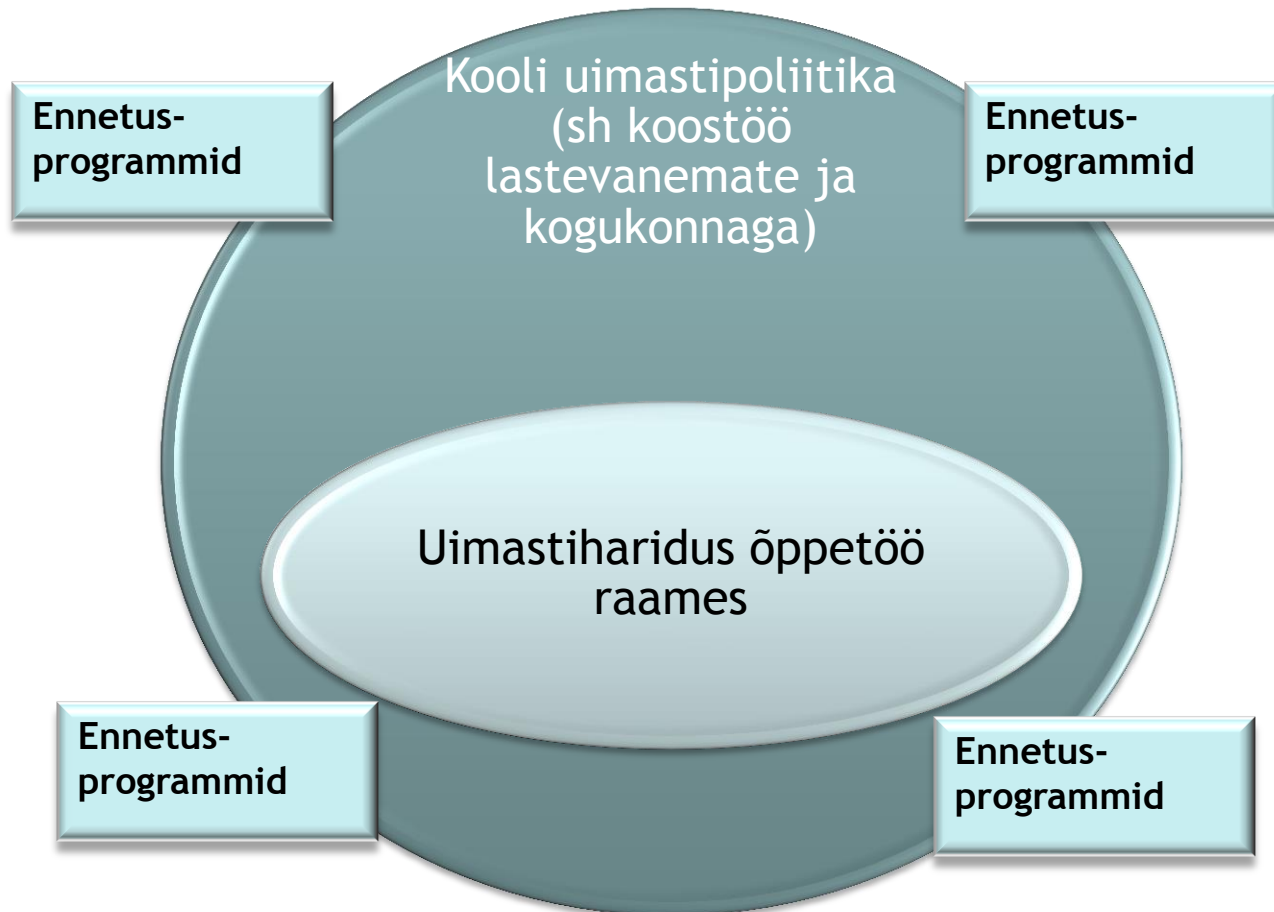 Kooli uimastipoliitika
(sh koostöö
lastevanemate ja
kogukonnaga)
Ennetus-
programmid
Ennetus-
programmid
Uimastiharidus õppetöö
raames
Ennetus-
programmid
Ennetus-
programmid